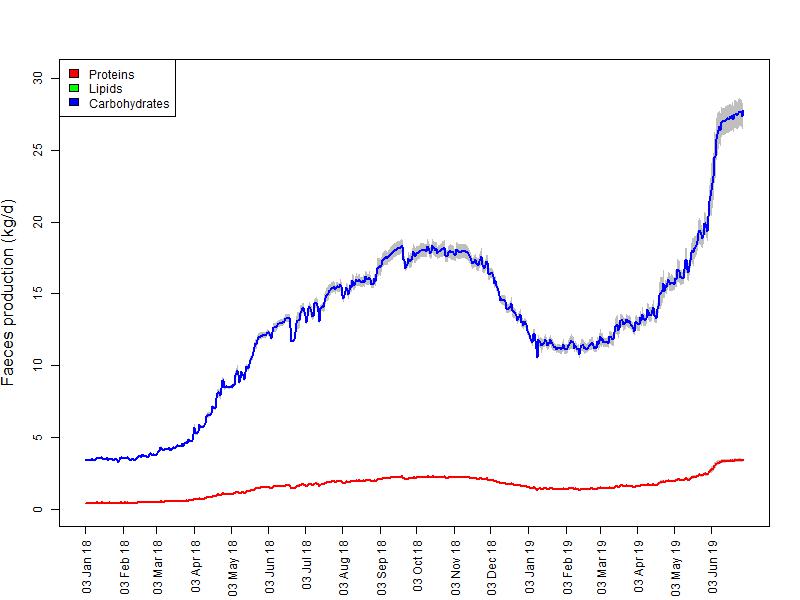 Proteins
Lipids
Carbohydrates
Faeces production (kg/d)
30
25
20
15
10
5
0
03 Jan 18
03 Feb 18
03 Mar 18
03 Apr 18
03 May 18
03 Jun 18
03 Jul 18
03 Aug 18
03 Sep 18
03 Oct 18
03 Nov 18
03 Dec 18
03 Jan 19
03 Feb 19
03 Mar 19
03 Apr 19
03 May 19
03 Jun 19